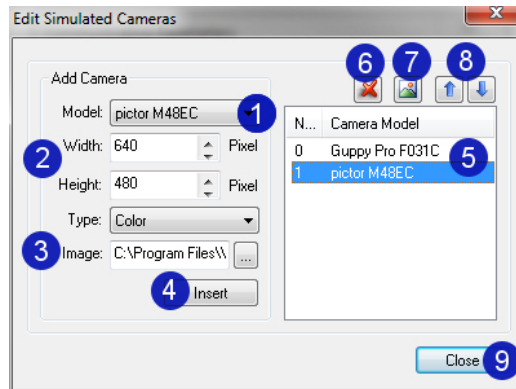 Edit Simulated Cameras
x
6 7 8
Add Camera
Model: pictor M48EC 1
N... Camera Model
2 Width: 640 Pixel
0 Guppy Pro F031C 5
1 pictor M48EC
Height: 480 Pixel
Type: Color
3 Image: C:\Program Files\\ ...
4 Insert
Close 9